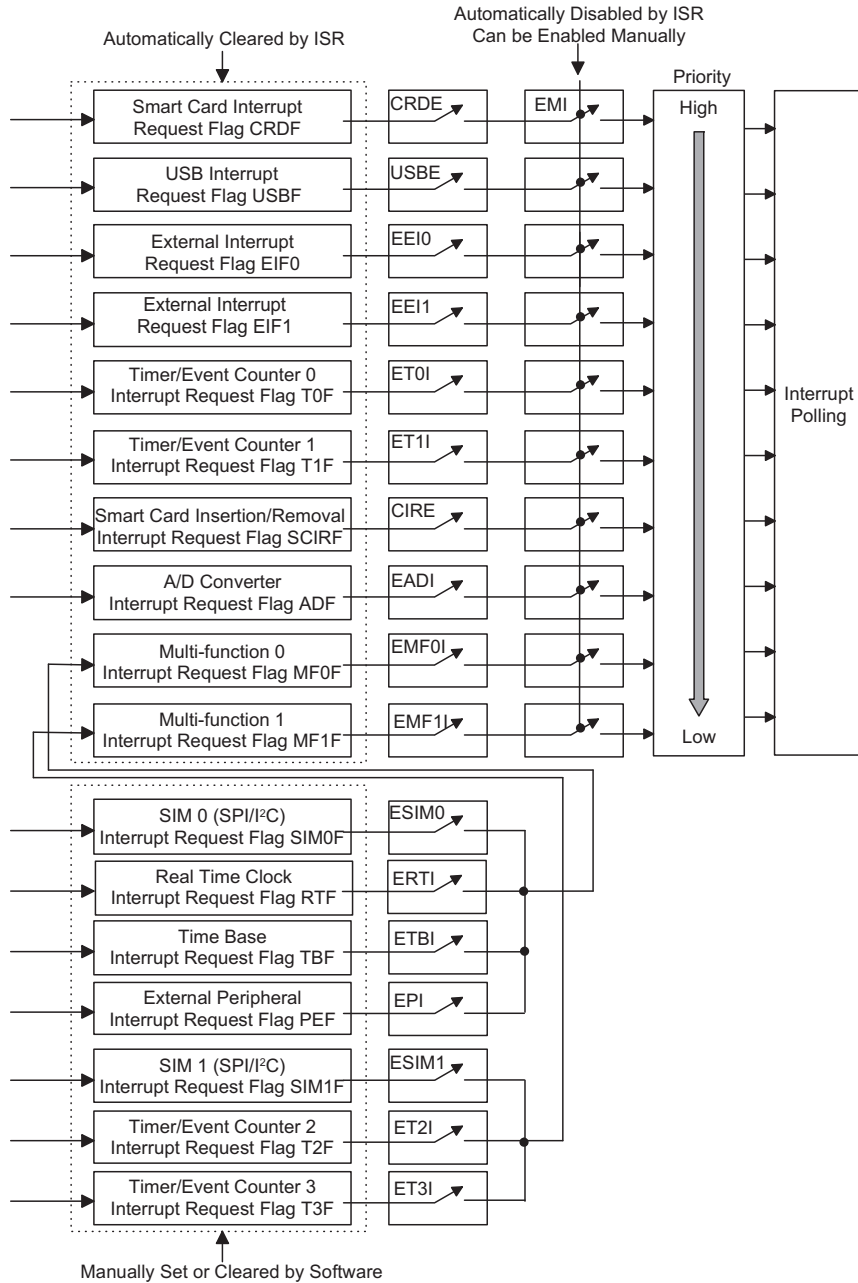 Automatically Cleared by ISR
Automatically Disabled by ISR
Can be Enabled Manually
Priority
High
Low
Interrupt
Polling
Smart Card Interrupt
Request Flag CRDF
CRDE
EMI
USB Interrupt
Request Flag USBF
USBE
External Interrupt
Request Flag EIF0
EEI0
External Interrupt
Request Flag EIF1
EEI1
Timer/Event Counter 0
Interrupt Request Flag T0F
ET0I
Timer/Event Counter 1
Interrupt Request Flag T1F
ET1I
Smart Card Insertion/Removal
Interrupt Request Flag SCIRF
CIRE
A/D Converter
Interrupt Request Flag ADF
EADI
Multi-function 0
Interrupt Request Flag MF0F
EMF0I
Multi-function 1
Interrupt Request Flag MF1F
EMF1I
SIM 0 (SPI/I²C)
Interrupt Request Flag SIM0F
ESIM0
Real Time Clock
Interrupt Request Flag RTF
ERTI
Time Base
Interrupt Request Flag TBF
ETBI
External Peripheral
Interrupt Request Flag PEF
EPI
SIM 1 (SPI/I²C)
Interrupt Request Flag SIM1F
ESIM1
Timer/Event Counter 2
Interrupt Request Flag T2F
ET2I
Timer/Event Counter 3
Interrupt Request Flag T3F
ET3I
Manually Set or Cleared by Software